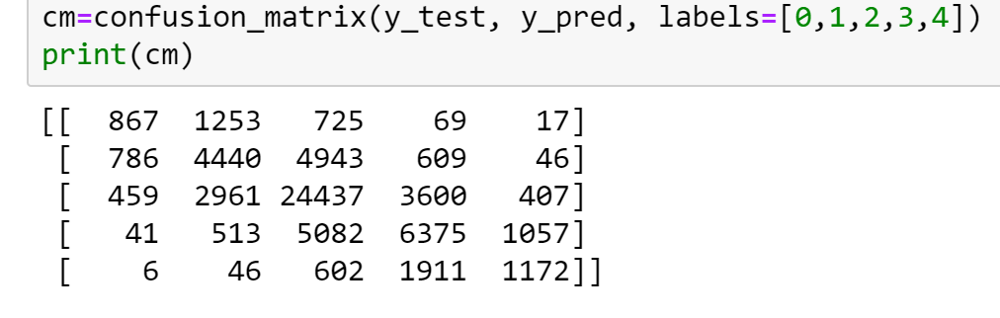 cm=confusion_matrix(y_test, y_pred, labels=[0,1,2,3,4])
print(cm)
[[  867  1253   725    69    17]
 [  786  4440  4943   609    46]
 [  459  2961 24437  3600   407]
 [   41   513  5082  6375  1057]
 [    6    46   602  1911  1172]]